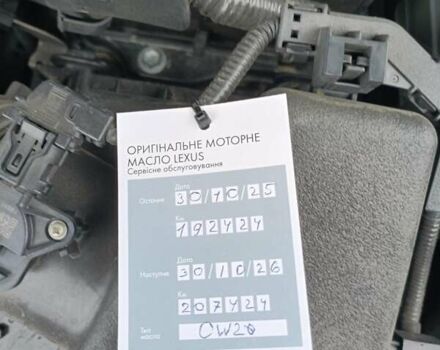 ОРИГІНАЛЬНЕ МОТОРНЕ
МАСЛО LEXUS
Сервісне обслуговування
Дата
Останнє 30/10/25
Км
192424
Дата
Наступне 30/10/26
Км
207424
Тип
масла 0W20